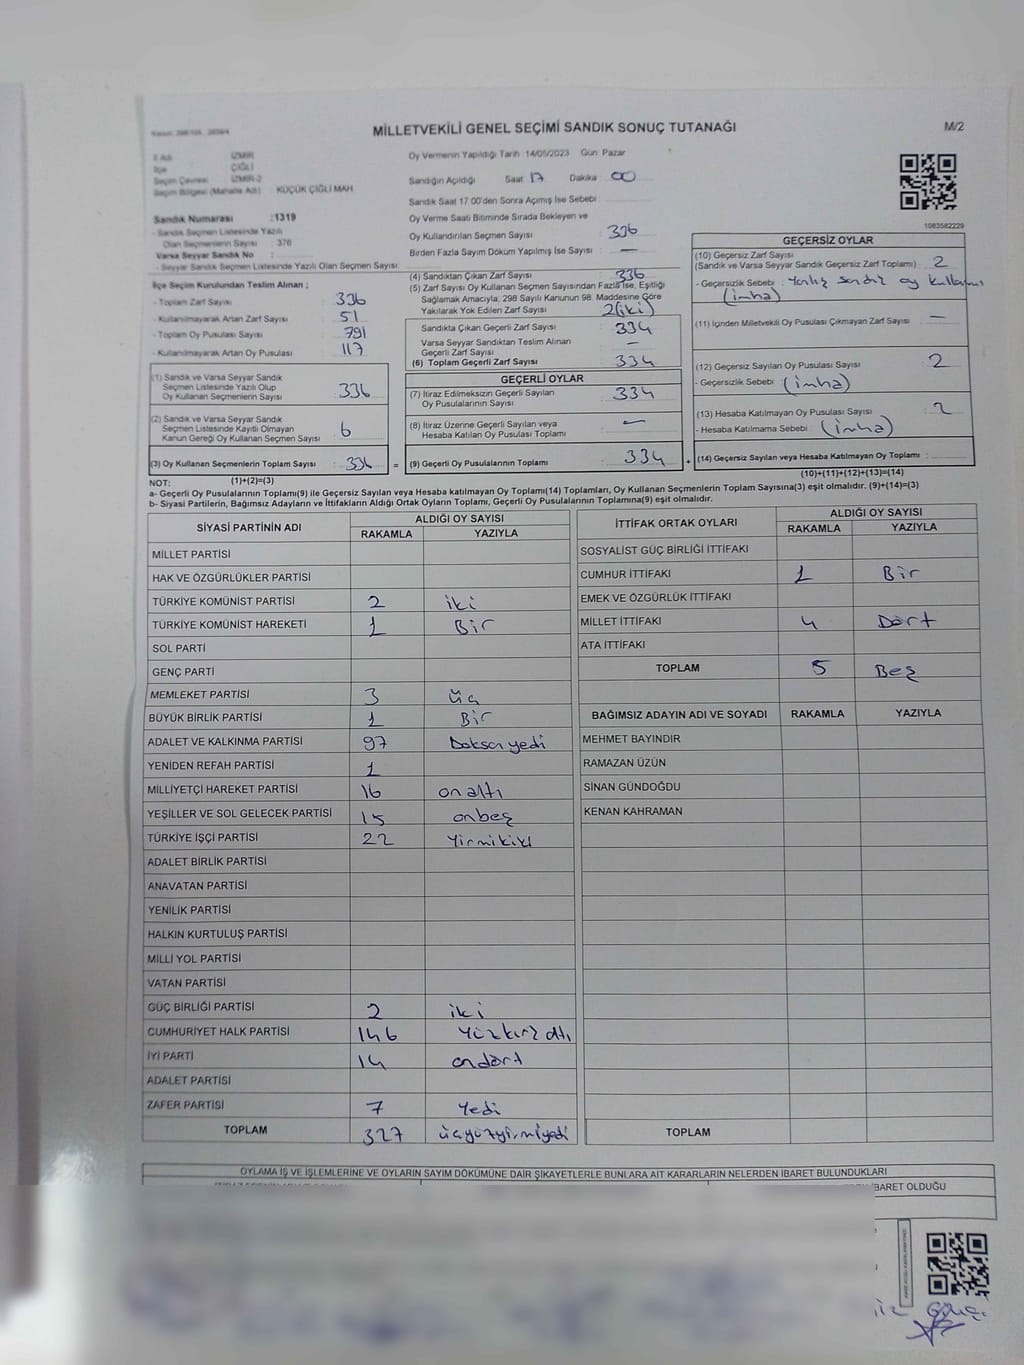 MİLLETVEKİLİ GENEL SEÇİMİ SANDIK SONUÇ TUTANAĞI
M/2
İl Adı İZMİR
İlçe ÇİĞLİ
Seçim Çevresi İZMİR-2
Seçim Bölgesi (Mahalle Adı) : KÜÇÜK ÇİĞLİ MAH
Oy Vermenin Yapıldığı Tarih :14/05/2023 Gün: Pazar
Sandığın Açıldığı Saat 17 Dakika 00
Sandık Saat 17.00'den Sonra Açımış İse Sebebi
Sandık Numarası :1319
- Sandık Seçmen Listesinde Yazılı
Olan Seçmenlerin Sayısı : 376
Varsa Seyyar Sandık No :
- Seyyar Sandık Seçmen Listesinde Yazılı Olan Seçmen Sayısı :
Oy Verme Saati Bitiminde Sırada Bekleyen ve
Oy Kullandırılan Seçmen Sayısı : 336
Birden Fazla Sayım Döküm Yapılmış İse Sayısı : —
1083582229
İlçe Seçim Kurulundan Teslim Alınan ;
- Toplam Zarf Sayısı : 336
- Kullanılmayarak Artan Zarf Sayısı : 51
- Toplam Oy Pusulası Sayısı : 791
- Kullanılmayarak Artan Oy Pusulası : 117
(1) Sandık ve Varsa Seyyar Sandık
Seçmen Listesinde Yazılı Olup
Oy Kullanan Seçmenlerin Sayısı : 336
(2) Sandık ve Varsa Seyyar Sandık
Seçmen Listesinde Kayıtlı Olmayan
Kanun Gereği Oy Kullanan Seçmen Sayısı : 6
(3) Oy Kullanan Seçmenlerin Toplam Sayısı : 336 =
(1)+(2)=(3)
(4) Sandıktan Çıkan Zarf Sayısı : 336
(5) Zarf Sayısı Oy Kullanan Seçmen Sayısından Fazla İse, Eşitliği
Sağlamak Amacıyla, 298 Sayılı Kanunun 98. Maddesine Göre
Yakılarak Yok Edilen Zarf Sayısı : 2(iki)
Sandıkta Çıkan Geçerli Zarf Sayısı : 334
Varsa Seyyar Sandıktan Teslim Alınan
Geçerli Zarf Sayısı : —
(6) Toplam Geçerli Zarf Sayısı : 334
GEÇERLİ OYLAR
(7) İtiraz Edilmeksizin Geçerli Sayılan
Oy Pusulalarının Sayısı : 334
(8) İtiraz Üzerine Geçerli Sayılan veya
Hesaba Katılan Oy Pusulası Toplamı : —
(9) Geçerli Oy Pusulalarının Toplamı : 334 +
GEÇERSİZ OYLAR
(10) Geçersiz Zarf Sayısı
(Sandık ve Varsa Seyyar Sandık Geçersiz Zarf Toplamı) : 2
- Geçersizlik Sebebi : Yanlış sandık oy kullanımı
(imha)
(11) İçinden Milletvekili Oy Pusulası Çıkmayan Zarf Sayısı : —
(12) Geçersiz Sayılan Oy Pusulası Sayısı : 2
- Geçersizlik Sebebi : (imha)
(13) Hesaba Katılmayan Oy Pusulası Sayısı : 2
- Hesaba Katılmama Sebebi : (imha)
(14) Geçersiz Sayılan veya Hesaba Katılmayan Oy Toplamı :
(10)+(11)+(12)+(13)=(14)
NOT:
a- Geçerli Oy Pusulalarının Toplamı(9) ile Geçersiz Sayılan veya Hesaba katılmayan Oy Toplamı(14) Toplamları, Oy Kullanan Seçmenlerin Toplam Sayısına(3) eşit olmalıdır. (9)+(14)=(3)
b- Siyasi Partilerin, Bağımsız Adayların ve İttifakların Aldığı Ortak Oyların Toplamı, Geçerli Oy Pusulalarının Toplamına(9) eşit olmalıdır.
SİYASİ PARTİNİN ADI ALDIĞI OY SAYISI
RAKAMLA YAZIYLA
MİLLET PARTİSİ
HAK VE ÖZGÜRLÜKLER PARTİSİ
TÜRKİYE KOMÜNİST PARTİSİ 2 iki
TÜRKİYE KOMÜNİST HAREKETİ 1 Bir
SOL PARTİ
GENÇ PARTİ
MEMLEKET PARTİSİ 3 üç
BÜYÜK BİRLİK PARTİSİ 1 Bir
ADALET VE KALKINMA PARTİSİ 97 Doksanyedi
YENİDEN REFAH PARTİSİ 1
MİLLİYETÇİ HAREKET PARTİSİ 16 onaltı
YEŞİLLER VE SOL GELECEK PARTİSİ 15 onbeş
TÜRKİYE İŞÇİ PARTİSİ 22 Yirmikiki
ADALET BİRLİK PARTİSİ
ANAVATAN PARTİSİ
YENİLİK PARTİSİ
HALKIN KURTULUŞ PARTİSİ
MİLLİ YOL PARTİSİ
VATAN PARTİSİ
GÜÇ BİRLİĞİ PARTİSİ 2 iki
CUMHURİYET HALK PARTİSİ 146 Yüzkırkaltı
İYİ PARTİ 14 ondört
ADALET PARTİSİ
ZAFER PARTİSİ 7 Yedi
TOPLAM 327 üçyüzyirmiyedi
İTTİFAK ORTAK OYLARI ALDIĞI OY SAYISI
RAKAMLA YAZIYLA
SOSYALİST GÜÇ BİRLİĞİ İTTİFAKI
CUMHUR İTTİFAKI 1 Bir
EMEK VE ÖZGÜRLÜK İTTİFAKI
MİLLET İTTİFAKI 4 Dört
ATA İTTİFAKI
TOPLAM 5 Beş
BAĞIMSIZ ADAYIN ADI VE SOYADI RAKAMLA YAZIYLA
MEHMET BAYINDIR
RAMAZAN ÜZÜN
SİNAN GÜNDOĞDU
KENAN KAHRAMAN
TOPLAM
OYLAMA İŞ VE İŞLEMLERİNE VE OYLARIN SAYIM DÖKÜMÜNE DAİR ŞİKAYETLERLE BUNLARA AİT KARARLARIN NELERDEN İBARET BULUNDUKLARI
İBARET OLDUĞU